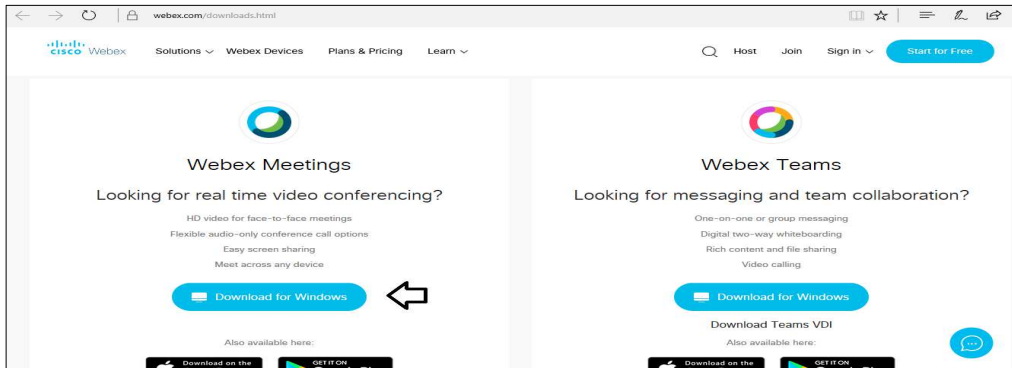 webex.com/downloads.html
CISCO Webex Solutions Webex Devices Plans & Pricing Learn Host Join Sign in Start for Free
Webex Meetings
Looking for real time video conferencing?
HD video for face-to-face meetings
Flexible audio-only conference call options
Easy screen sharing
Meet across any device
Download for Windows
Also available here:
Download on the
GET IT ON
Webex Teams
Looking for messaging and team collaboration?
One-on-one or group messaging
Digital two-way whiteboarding
Rich content and file sharing
Video calling
Download for Windows
Download Teams VDI
Also available here:
Download on the
GET IT ON